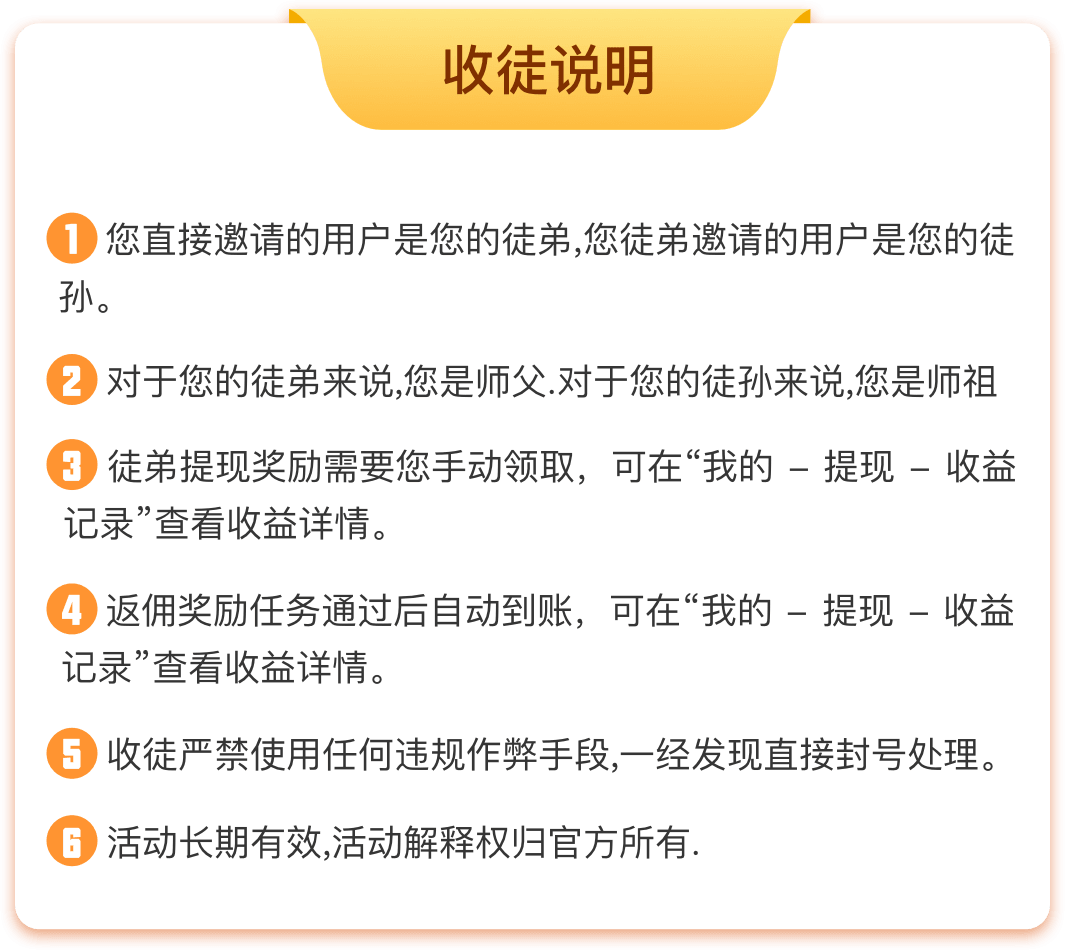 收徒说明
1 您直接邀请的用户是您的徒弟,您徒弟邀请的用户是您的徒
孙。
2 对于您的徒弟来说,您是师父.对于您的徒孙来说,您是师祖
3 徒弟提现奖励需要您手动领取，可在“我的 – 提现 – 收益
记录”查看收益详情。
4 返佣奖励任务通过后自动到账，可在“我的 – 提现 – 收益
记录”查看收益详情。
5 收徒严禁使用任何违规作弊手段,一经发现直接封号处理。
6 活动长期有效,活动解释权归官方所有.